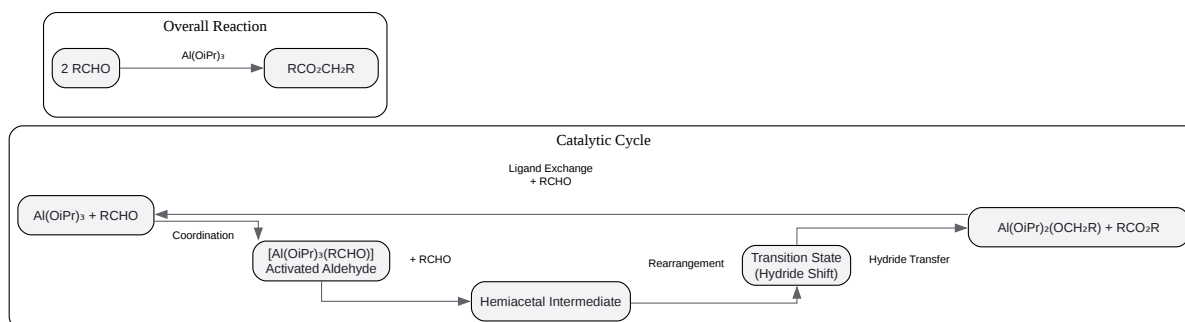 Overall Reaction
2 RCHO
Al(OiPr)₃
RCO₂CH₂R
Catalytic Cycle
Ligand Exchange
+ RCHO
Al(OiPr)₃ + RCHO
Coordination
[Al(OiPr)₃(RCHO)]
Activated Aldehyde
+ RCHO
Hemiacetal Intermediate
Rearrangement
Transition State
(Hydride Shift)
Hydride Transfer
Al(OiPr)₂(OCH₂R) + RCO₂R